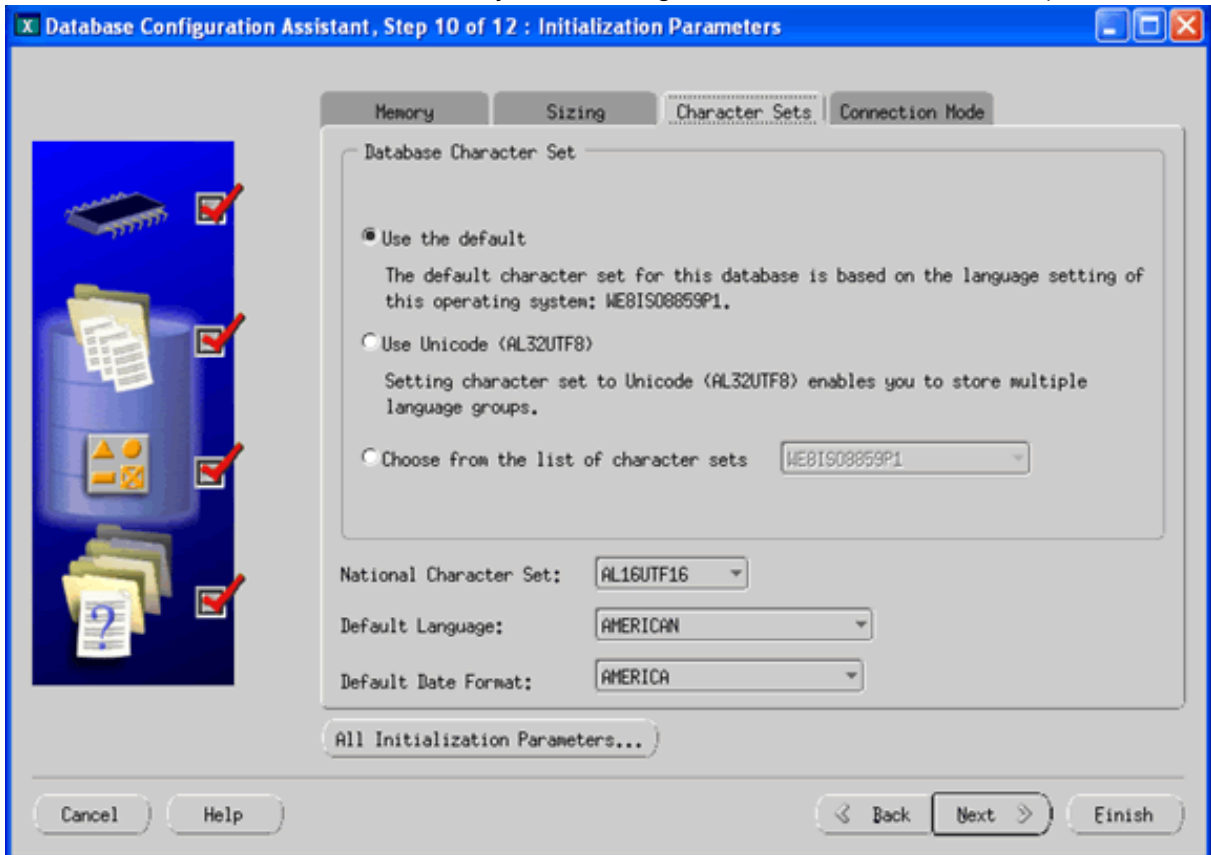 Database Configuration Assistant, Step 10 of 12 : Initialization Parameters
Memory
Sizing
Character Sets
Connection Mode
Database Character Set
Use the default
The default character set for this database is based on the language setting of
this operating system: WE8ISO8859P1.
Use Unicode (AL32UTF8)
Setting character set to Unicode (AL32UTF8) enables you to store multiple
language groups.
Choose from the list of character sets
WE8ISO8859P1
National Character Set:
AL16UTF16
Default Language:
AMERICAN
Default Date Format:
AMERICA
All Initialization Parameters...
Cancel
Help
Back
Next
Finish